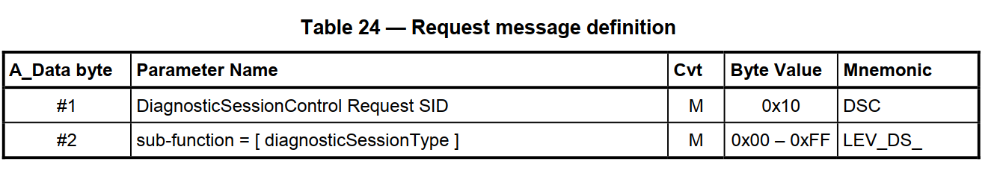 Table 24 — Request message definition
A_Data byte Parameter Name Cvt Byte Value Mnemonic
#1 DiagnosticSessionControl Request SID M 0x10 DSC
#2 sub-function = [ diagnosticSessionType ] M 0x00 – 0xFF LEV_DS_